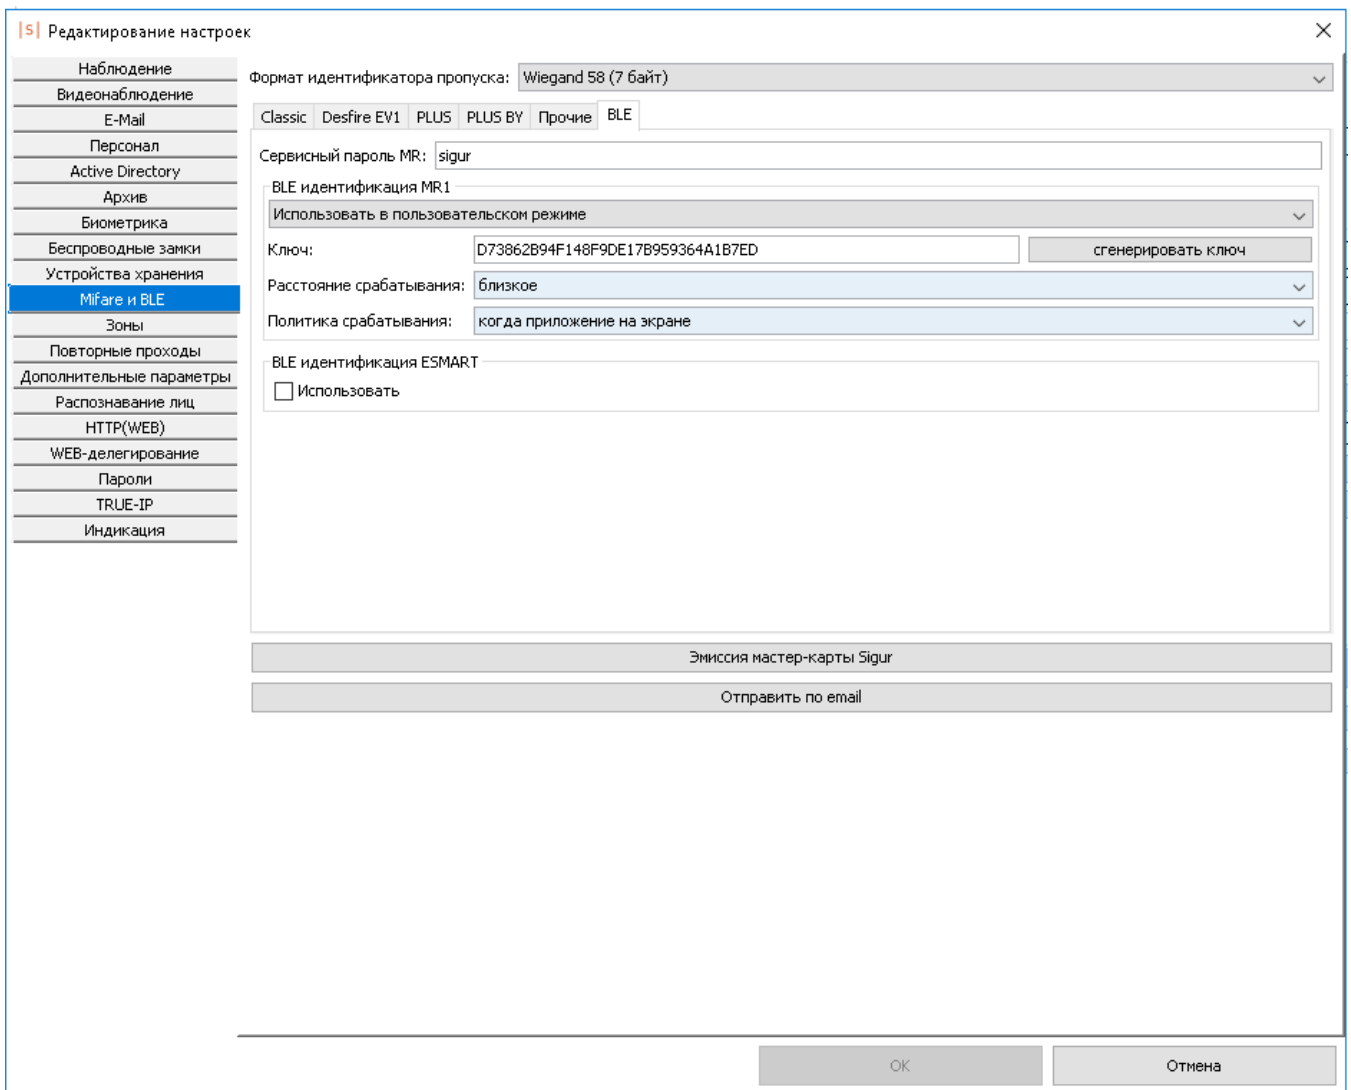 |S| Редактирование настроек
Наблюдение
Видеонаблюдение
E-Mail
Персонал
Active Directory
Архив
Биометрика
Беспроводные замки
Устройства хранения
Mifare и BLE
Зоны
Повторные проходы
Дополнительные параметры
Распознавание лиц
HTTP(WEB)
WEB-делегирование
Пароли
TRUE-IP
Индикация
Формат идентификатора пропуска: Wiegand 58 (7 байт)
Classic Desfire EV1 PLUS PLUS BY Прочие BLE
Сервисный пароль MR: sigur
BLE идентификация MR1
Использовать в пользовательском режиме
Ключ: D73862B94F148F9DE17B959364A1B7ED сгенерировать ключ
Расстояние срабатывания: близкое
Политика срабатывания: когда приложение на экране
BLE идентификация ESMART
Использовать
Эмиссия мастер-карты Sigur
Отправить по email
OK Отмена